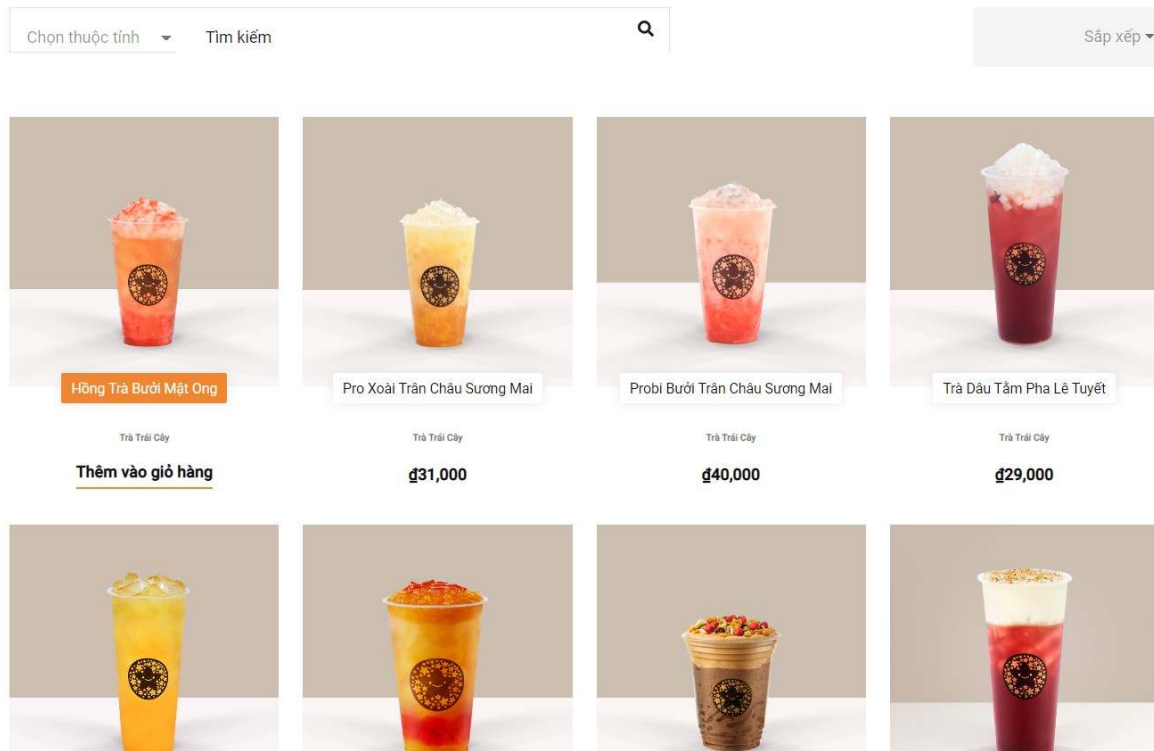 Chọn thuộc tính
Tìm kiếm
Sắp xếp
Hồng Trà Bưởi Mật Ong
Pro Xoài Trân Châu Sương Mai
Probi Bưởi Trân Châu Sương Mai
Trà Dâu Tằm Pha Lê Tuyết
Trà Trái Cây
Trà Trái Cây
Trà Trái Cây
Trà Trái Cây
Thêm vào giỏ hàng
₫31,000
₫40,000
₫29,000